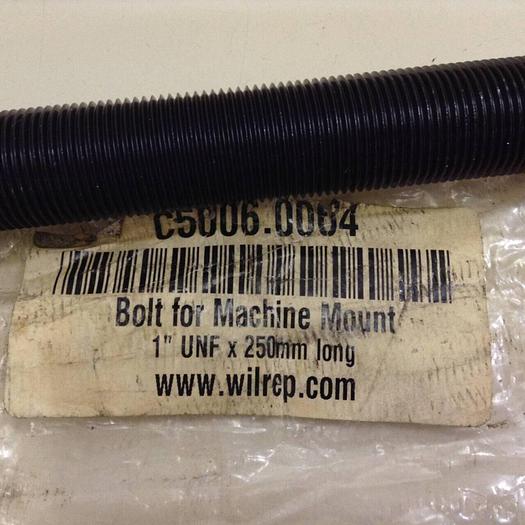 C5006.0004
Bolt for Machine Mount
1" UNF x 250mm long
www.wilrep.com